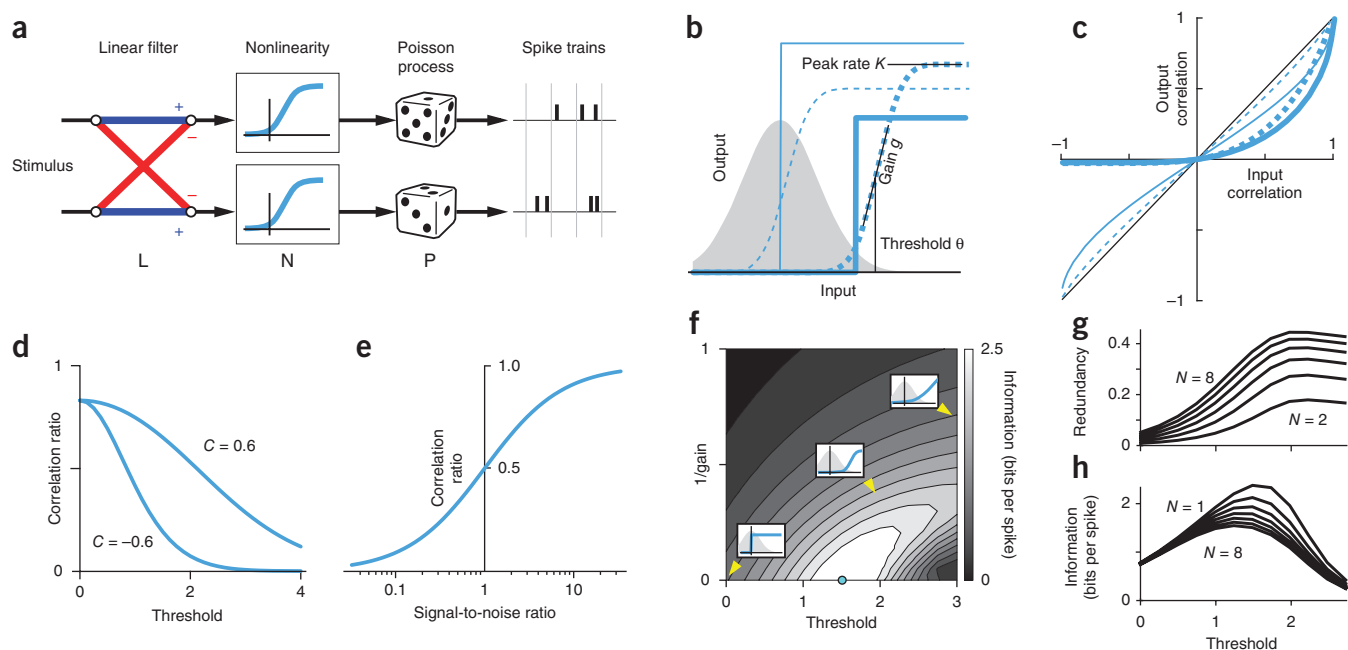 a
Linear filter
Nonlinearity
Poisson
process
Spike trains
Stimulus
+
−
−
+
L
N
P
b
Output
Peak rate K
Gain g
Threshold θ
Input
c
1
Output
correlation
−1
1
Input
correlation
−1
d
1
Correlation ratio
C = 0.6
C = −0.6
0
0
2
4
Threshold
e
1.0
Correlation
ratio
0.5
0.1
1
10
Signal-to-noise ratio
f
1
1/gain
0
0
1
2
3
Threshold
2.5
0
Information (bits per spike)
g
0.4
0.2
0
Redundancy
N = 8
N = 2
h
2
0
Information
(bits per spike)
N = 1
N = 8
0
1
2
Threshold